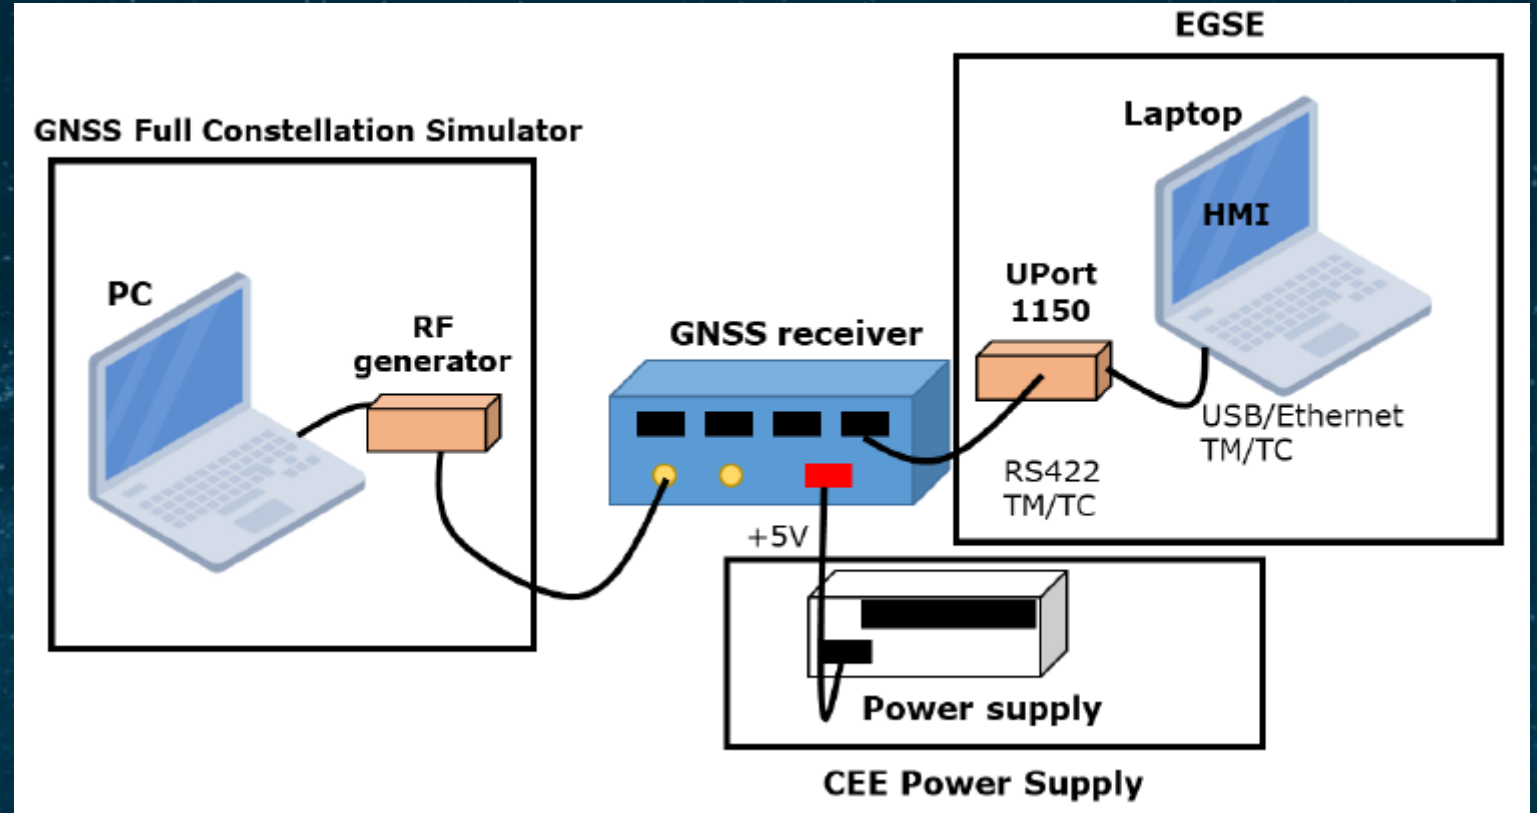 EGSE
GNSS Full Constellation Simulator
Laptop
HMI
PC
RF
generator
GNSS receiver
UPort
1150
USB/Ethernet
TM/TC
RS422
TM/TC
+5V
Power supply
CEE Power Supply